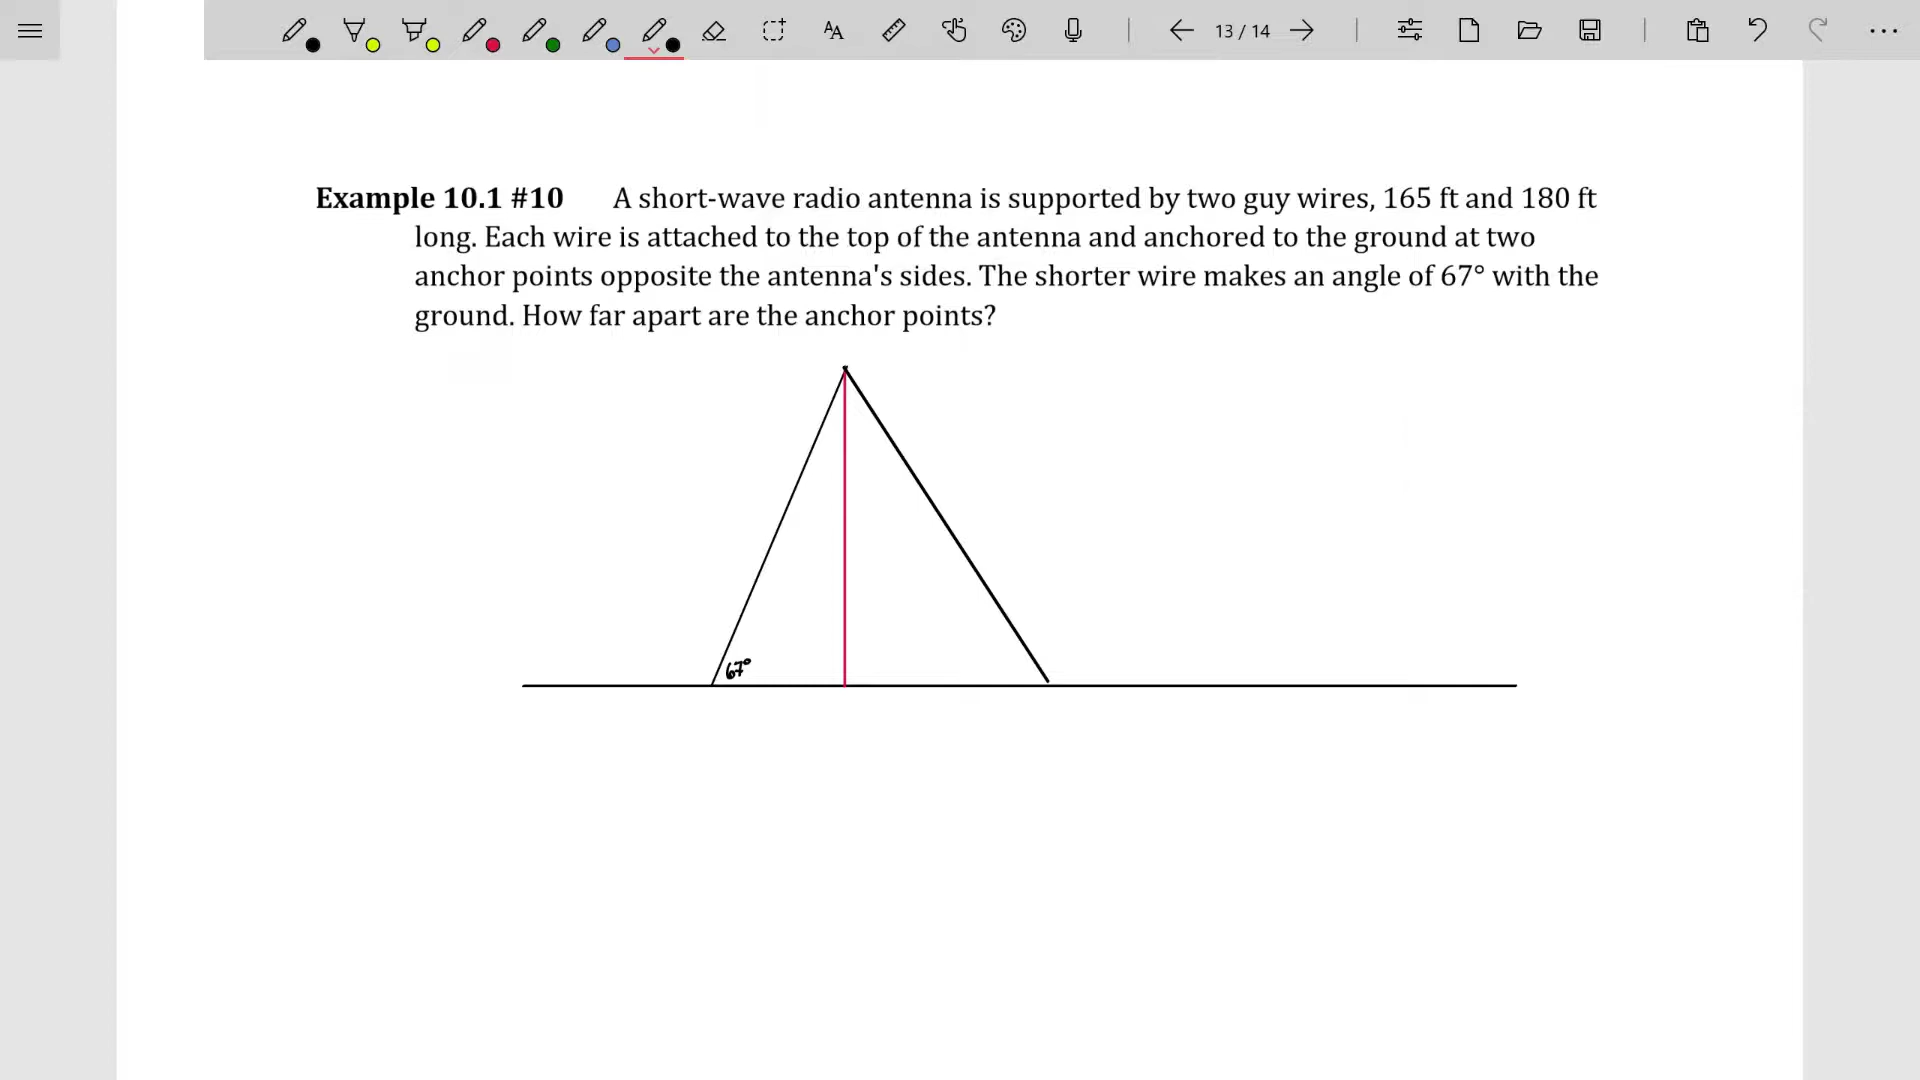 13 / 14
Example 10.1 #10 A short-wave radio antenna is supported by two guy wires, 165 ft and 180 ft
long. Each wire is attached to the top of the antenna and anchored to the ground at two
anchor points opposite the antenna's sides. The shorter wire makes an angle of 67° with the
ground. How far apart are the anchor points?
67°